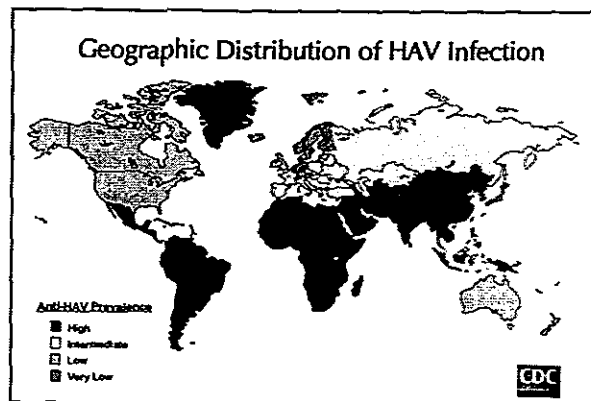 Geographic Distribution of HAV Infection
Anti-HAV Prevalence
High
Intermediate
Low
Very Low
CDC